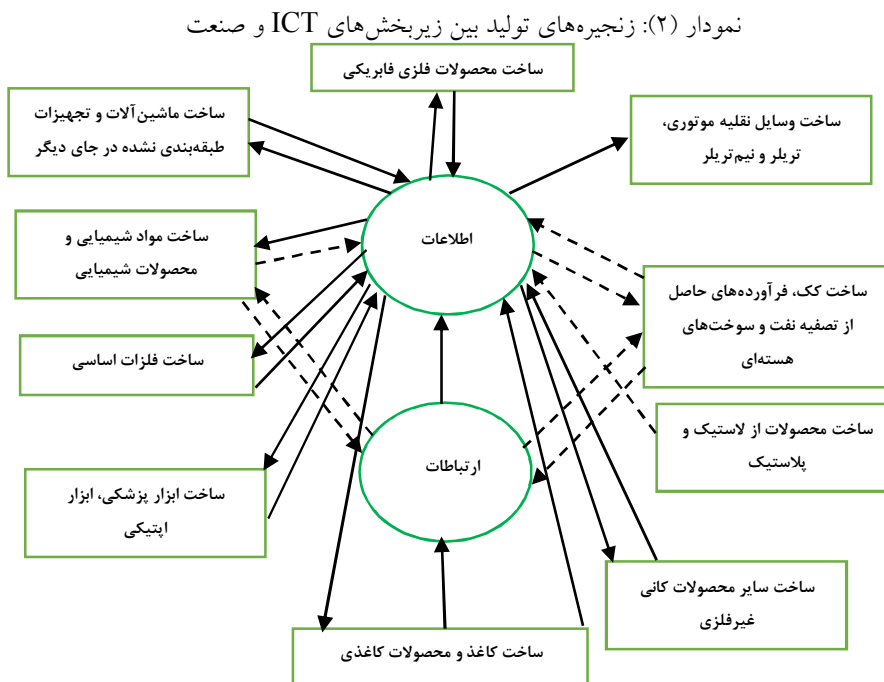 نمودار (۲): زنجیره‌های تولید بین زیربخش‌های ICT و صنعت
ساخت محصولات فلزی فابریکی
ساخت وسایل نقلیه موتوری،
تریلر و نیم‌تریلر
ساخت ماشین‌آلات و تجهیزات
طبقه‌بندی نشده در جای دیگر
اطلاعات
ساخت مواد شیمیایی و
محصولات شیمیایی
ساخت کک، فرآورده‌های حاصل
از تصفیه نفت و سوخت‌های
هسته‌ای
ساخت فلزات اساسی
ساخت محصولات از لاستیک و
پلاستیک
ارتباطات
ساخت ابزار پزشکی، ابزار
اپتیکی
ساخت سایر محصولات کانی
غیرفلزی
ساخت کاغذ و محصولات کاغذی